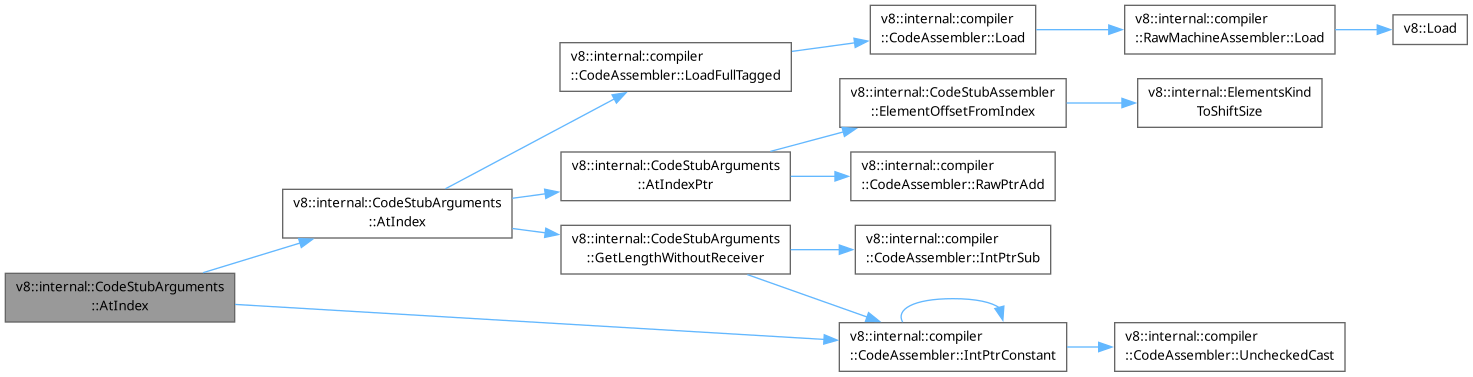 v8::internal::CodeStubArguments
::AtIndex
v8::internal::CodeStubArguments
::AtIndex
v8::internal::compiler
::CodeAssembler::LoadFullTagged
v8::internal::compiler
::CodeAssembler::Load
v8::internal::compiler
::RawMachineAssembler::Load
v8::Load
v8::internal::CodeStubArguments
::AtIndexPtr
v8::internal::CodeStubAssembler
::ElementOffsetFromIndex
v8::internal::ElementsKind
ToShiftSize
v8::internal::compiler
::CodeAssembler::RawPtrAdd
v8::internal::CodeStubArguments
::GetLengthWithoutReceiver
v8::internal::compiler
::CodeAssembler::IntPtrSub
v8::internal::compiler
::CodeAssembler::IntPtrConstant
v8::internal::compiler
::CodeAssembler::UncheckedCast